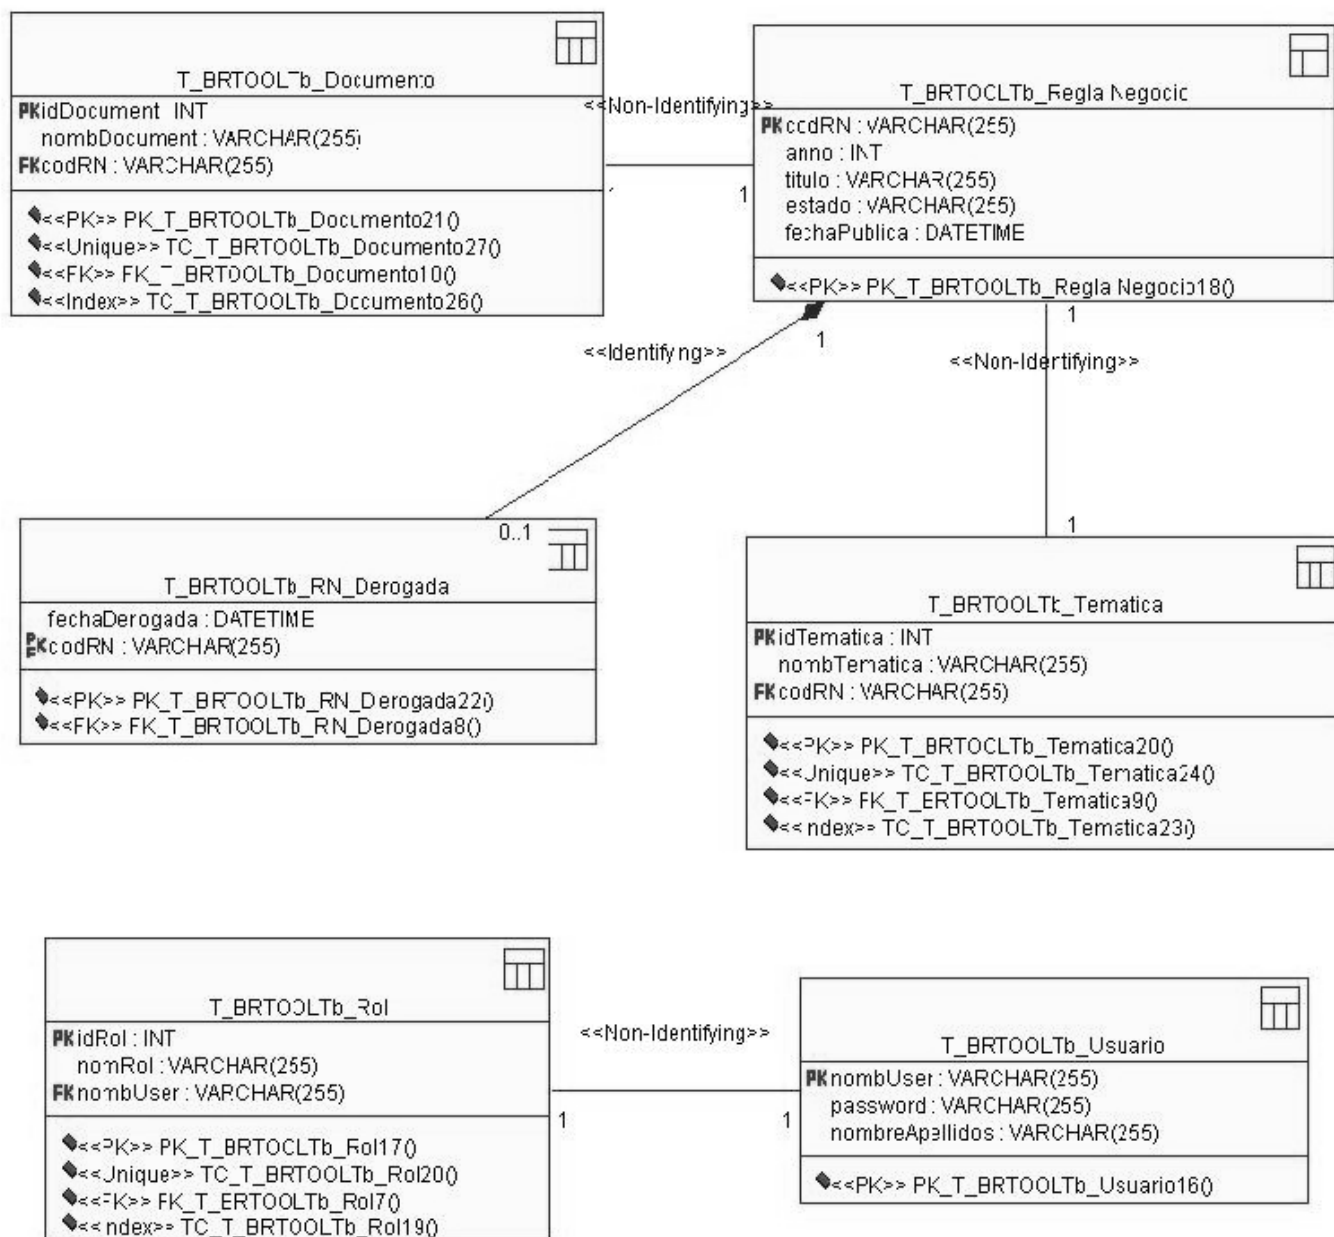 T_BRTOOLTb_Documento
PK idDocument INT
nombDocument : VARCHAR(255)
FK codRN : VARCHAR(255)
<<PK>> PK_T_BRTOOLTb_Documento21()
<<Unique>> TC_T_BRTOOLTb_Documento27()
<<FK>> FK_T_BRTOOLTb_Documento10()
<<Index>> TC_T_BRTOOLTb_Documento26()
<<Non-Identifying>>
1
1
T_BRTOOLTb_Regla Negocio
PK codRN : VARCHAR(255)
anno : INT
titulo : VARCHAR(255)
estado : VARCHAR(255)
fechaPublica : DATETIME
<<PK>> PK_T_BRTOOLTb_Regla Negocio18()
1
<<Identifying>>
1
<<Non-Identifying>>
0..1
1
T_BRTOOLTb_RN_Derogada
fechaDerogada : DATETIME
PFK codRN : VARCHAR(255)
<<PK>> PK_T_BRTOOLTb_RN_Derogada22()
<<FK>> FK_T_BRTOOLTb_RN_Derogada8()
T_BRTOOLTb_Tematica
PK idTematica : INT
nombTematica : VARCHAR(255)
FK codRN : VARCHAR(255)
<<PK>> PK_T_BRTOOLTb_Tematica20()
<<Unique>> TC_T_BRTOOLTb_Tematica24()
<<FK>> FK_T_BRTOOLTb_Tematica9()
<<Index>> TC_T_BRTOOLTb_Tematica23()
T_BRTOOLTb_Rol
PK idRol : INT
nomRol : VARCHAR(255)
FK nombUser : VARCHAR(255)
<<PK>> PK_T_BRTOOLTb_Rol17()
<<Unique>> TC_T_BRTOOLTb_Rol20()
<<FK>> FK_T_BRTOOLTb_Rol7()
<<Index>> TC_T_BRTOOLTb_Rol19()
<<Non-Identifying>>
1
1
T_BRTOOLTb_Usuario
PK nombUser : VARCHAR(255)
password : VARCHAR(255)
nombreApellidos : VARCHAR(255)
<<PK>> PK_T_BRTOOLTb_Usuario16()